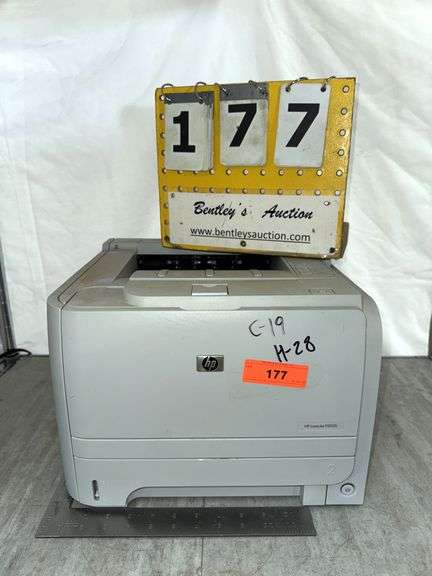 1 7 7
Bentley's Auction
www.bentleysauction.com
C-19
H-28
hp
177